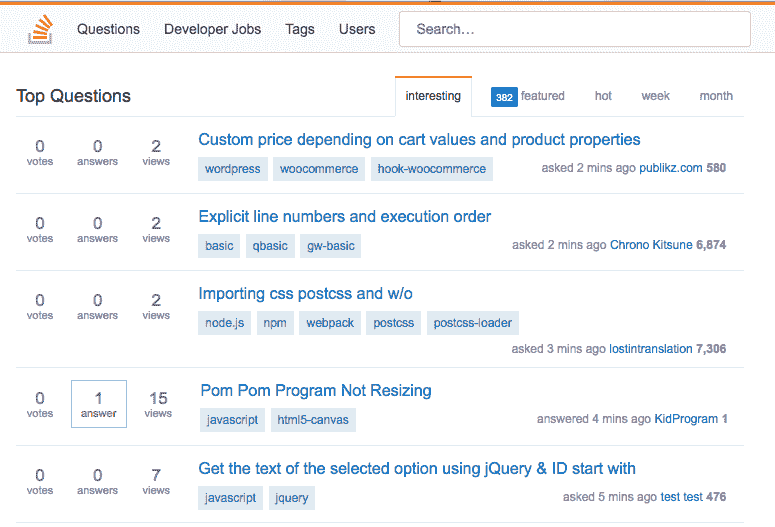 Questions Developer Jobs Tags Users Search...
Top Questions interesting 382 featured hot week month
0 votes 0 answers 2 views
Custom price depending on cart values and product properties
wordpress woocommerce hook-woocommerce
asked 2 mins ago publikz.com 580
0 votes 0 answers 2 views
Explicit line numbers and execution order
basic qbasic gw-basic
asked 2 mins ago Chrono Kitsune 6,874
0 votes 0 answers 2 views
Importing css postcss and w/o
node.js npm webpack postcss postcss-loader
asked 3 mins ago lostintranslation 7,306
0 votes 1 answer 15 views
Pom Pom Program Not Resizing
javascript html5-canvas
answered 4 mins ago KidProgram 1
0 votes 0 answers 7 views
Get the text of the selected option using jQuery & ID start with
javascript jquery
asked 5 mins ago test test 476